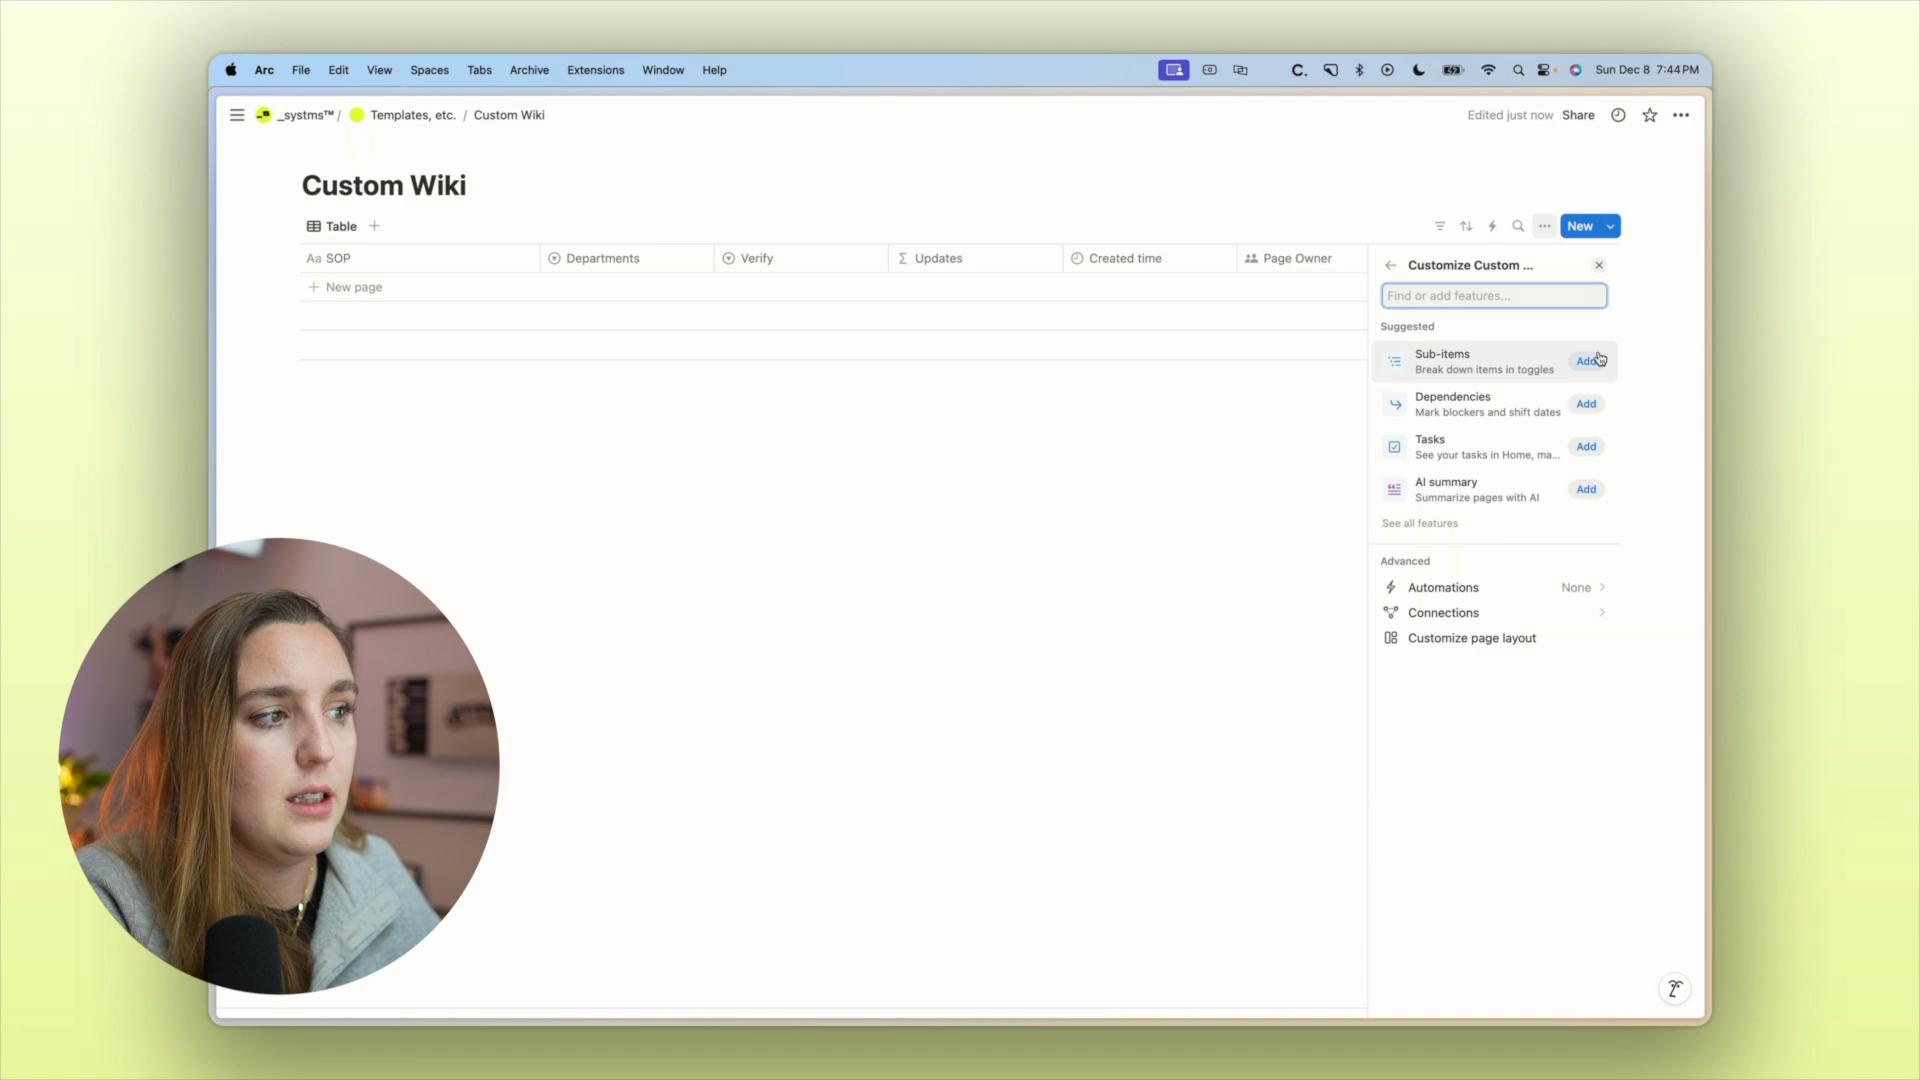 Arc File Edit View Spaces Tabs Archive Extensions Window Help C. Sun Dec 8 7:44 PM
_systms™ / Templates, etc. / Custom Wiki Edited just now Share
Custom Wiki
Table New
Aa SOP Departments Verify Updates Created time Page Owner
New page
Customize Custom ...
Find or add features...
Suggested
Sub-items
Break down items in toggles
Add
Dependencies
Mark blockers and shift dates
Add
Tasks
See your tasks in Home, ma...
Add
AI summary
Summarize pages with AI
Add
See all features
Advanced
Automations None
Connections
Customize page layout